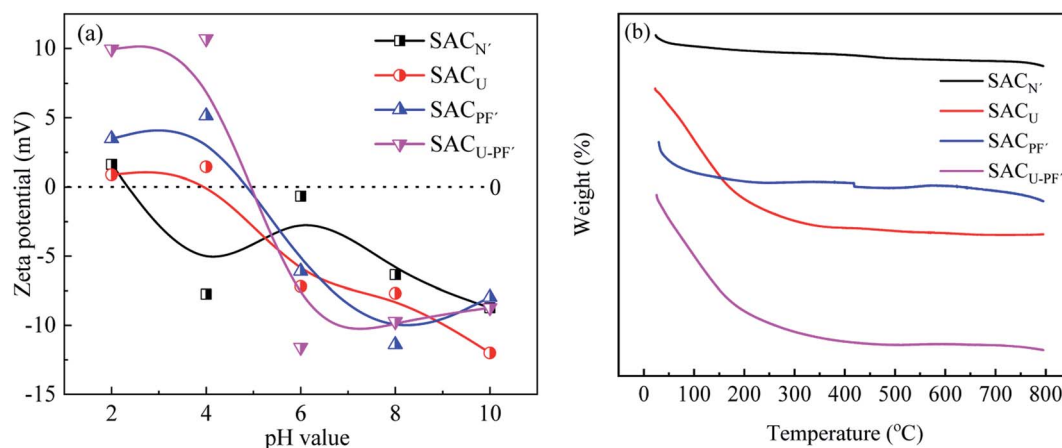 (a)
SAC_N′
SAC_U
SAC_PF′
SAC_U-PF′
10
5
0
-5
-10
-15
0
2
4
6
8
10
Zeta potential (mV)
pH value
(b)
SAC_N′
SAC_U
SAC_PF′
SAC_U-PF′
Weight (%)
0
100
200
300
400
500
600
700
800
Temperature (°C)